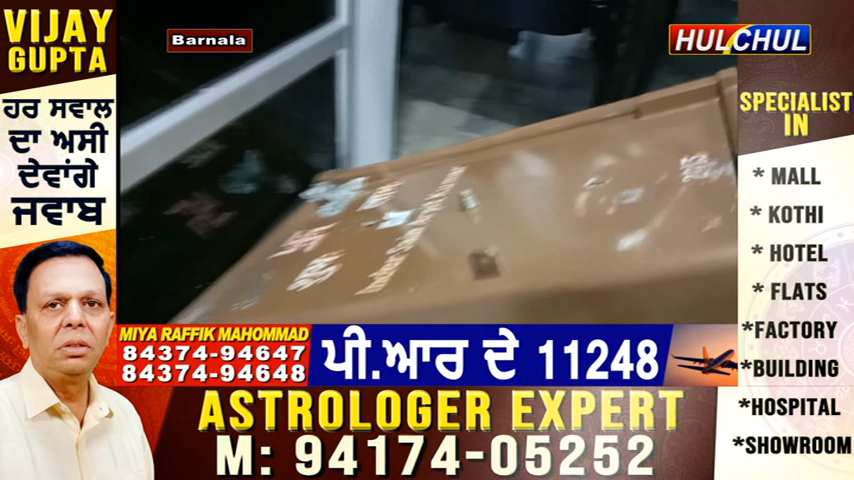 VIJAY
GUPTA
ਹਰ ਸਵਾਲ
ਦਾ ਅਸੀ
ਦੇਵਾਂਗੇ
ਜਵਾਬ
Barnala
HULCHUL
SPECIALIST
IN
* MALL
* KOTHI
* HOTEL
* FLATS
*FACTORY
*BUILDING
*HOSPITAL
*SHOWROOM
MIYA RAFFIK MAHOMMAD
84374-94647
84374-94648
ਪੀ.ਆਰ ਦੇ 11248
ASTROLOGER EXPERT
M: 94174-05252